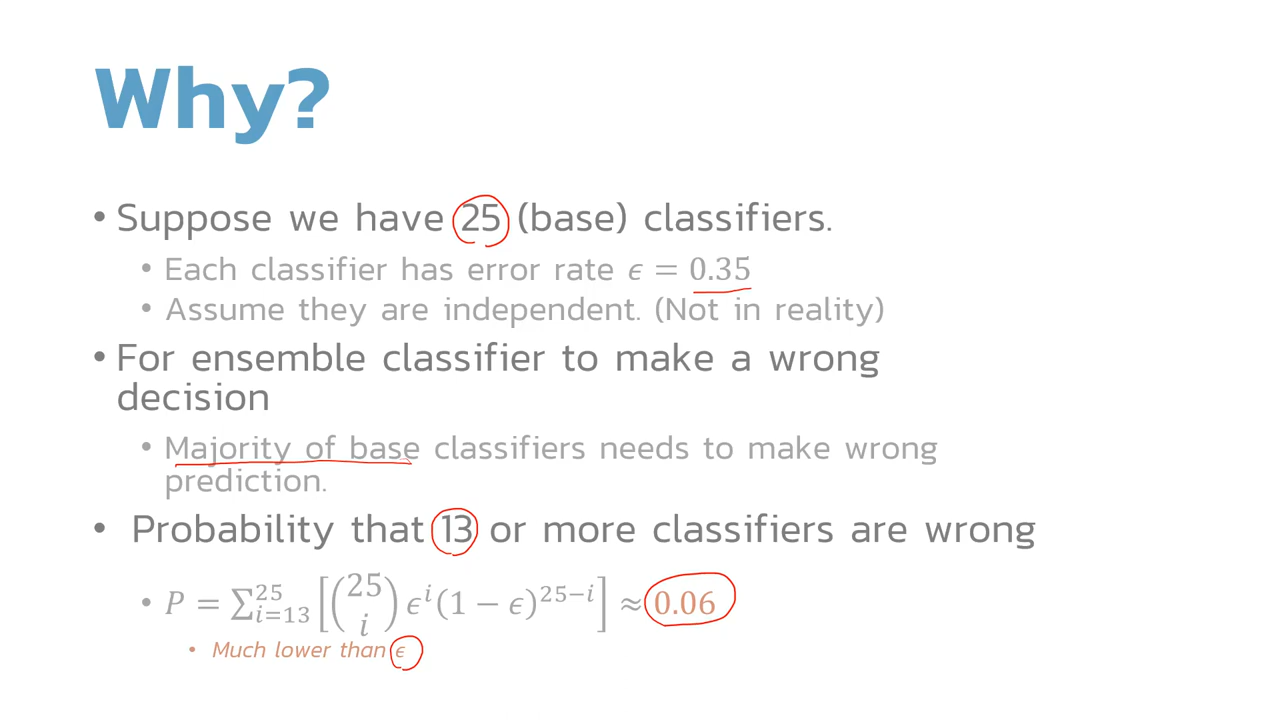 Why?
• Suppose we have 25 (base) classifiers.
• Each classifier has error rate ϵ = 0.35
• Assume they are independent. (Not in reality)
• For ensemble classifier to make a wrong
decision
• Majority of base classifiers needs to make wrong
prediction.
• Probability that 13 or more classifiers are wrong
• P = ∑_{i=13}^{25} [(25 i) ϵ^i (1 − ϵ)^{25−i}] ≈ 0.06
• Much lower than ϵ